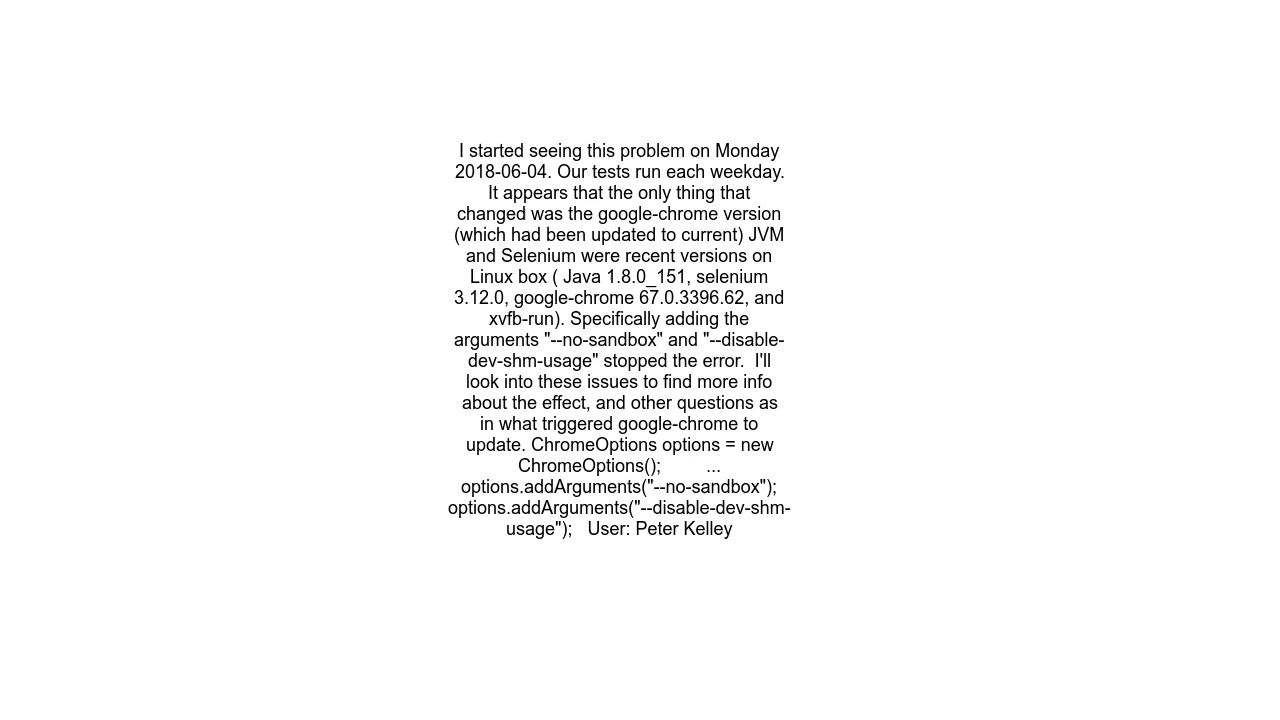 I started seeing this problem on Monday
2018-06-04. Our tests run each weekday.
It appears that the only thing that
changed was the google-chrome version
(which had been updated to current) JVM
and Selenium were recent versions on
Linux box ( Java 1.8.0_151, selenium
3.12.0, google-chrome 67.0.3396.62, and
xvfb-run). Specifically adding the
arguments "--no-sandbox" and "--disable-
dev-shm-usage" stopped the error.  I'll
look into these issues to find more info
about the effect, and other questions as
in what triggered google-chrome to
update. ChromeOptions options = new
ChromeOptions();         ...
options.addArguments("--no-sandbox");
options.addArguments("--disable-dev-shm-
usage");   User: Peter Kelley